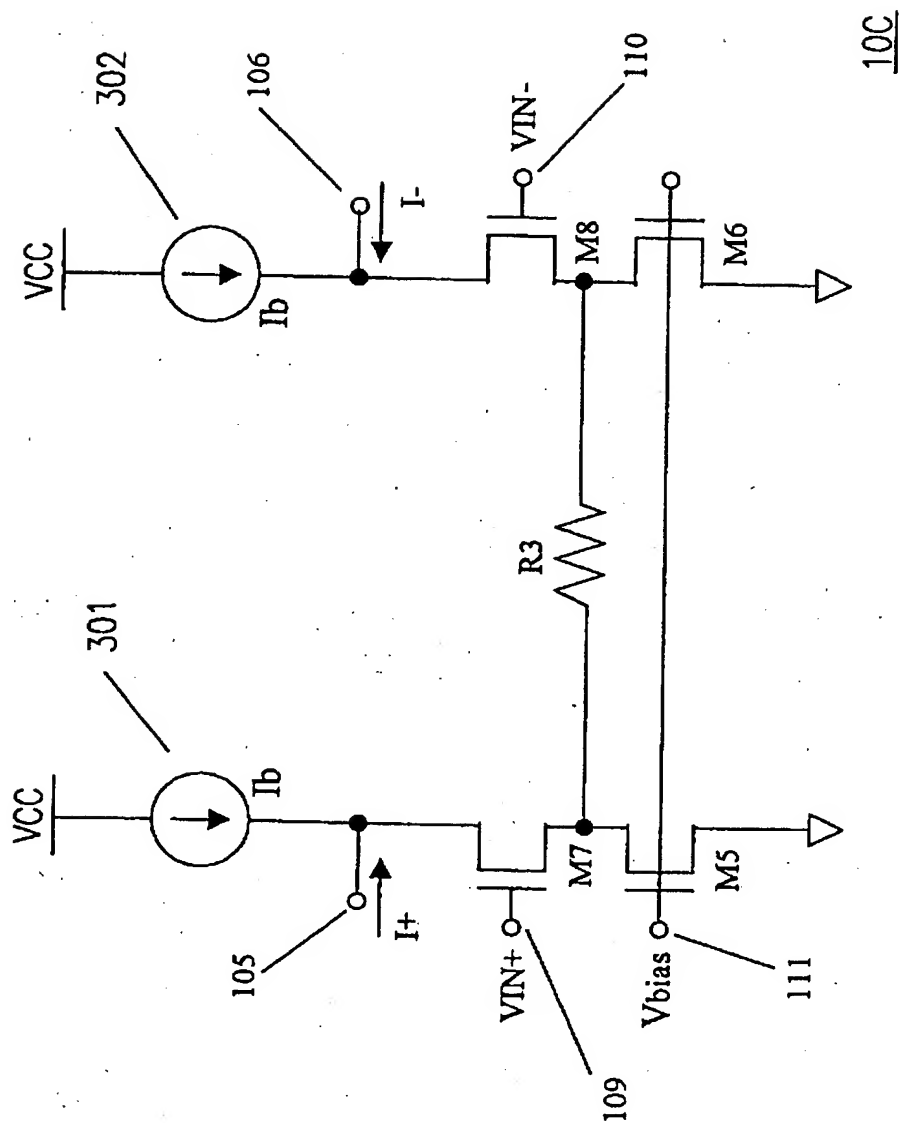 VCC
VCC
301
302
Ib
Ib
105
106
I+
I-
VIN+
VIN-
109
110
M7
M8
R3
Vbias
111
M5
M6
10C